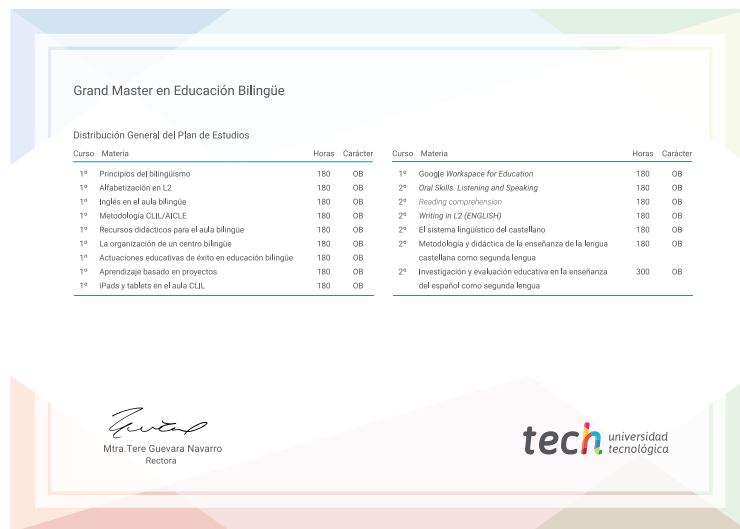 Grand Master en Educación Bilingüe
Distribución General del Plan de Estudios
Curso Materia Horas Carácter
1º Principios del bilingüismo 180 OB
1º Alfabetización en L2 180 OB
1º Inglés en el aula bilingüe 180 OB
1º Metodología CLIL/AICLE 180 OB
1º Recursos didácticos para el aula bilingüe 180 OB
1º La organización de un centro bilingüe 180 OB
1º Actuaciones educativas de éxito en educación bilingüe 180 OB
1º Aprendizaje basado en proyectos 180 OB
1º iPads y tablets en el aula CLIL 180 OB
Curso Materia Horas Carácter
1º Google Workspace for Education 180 OB
2º Oral Skills. Listening and Speaking 180 OB
2º Reading comprehension 180 OB
2º Writing in L2 (ENGLISH) 180 OB
2º El sistema lingüístico del castellano 180 OB
2º Metodología y didáctica de la enseñanza de la lengua 180 OB
castellana como segunda lengua
2º Investigación y evaluación educativa en la enseñanza 300 OB
del español como segunda lengua
Mtra.Tere Guevara Navarro
Rectora
tech universidad
tecnológica